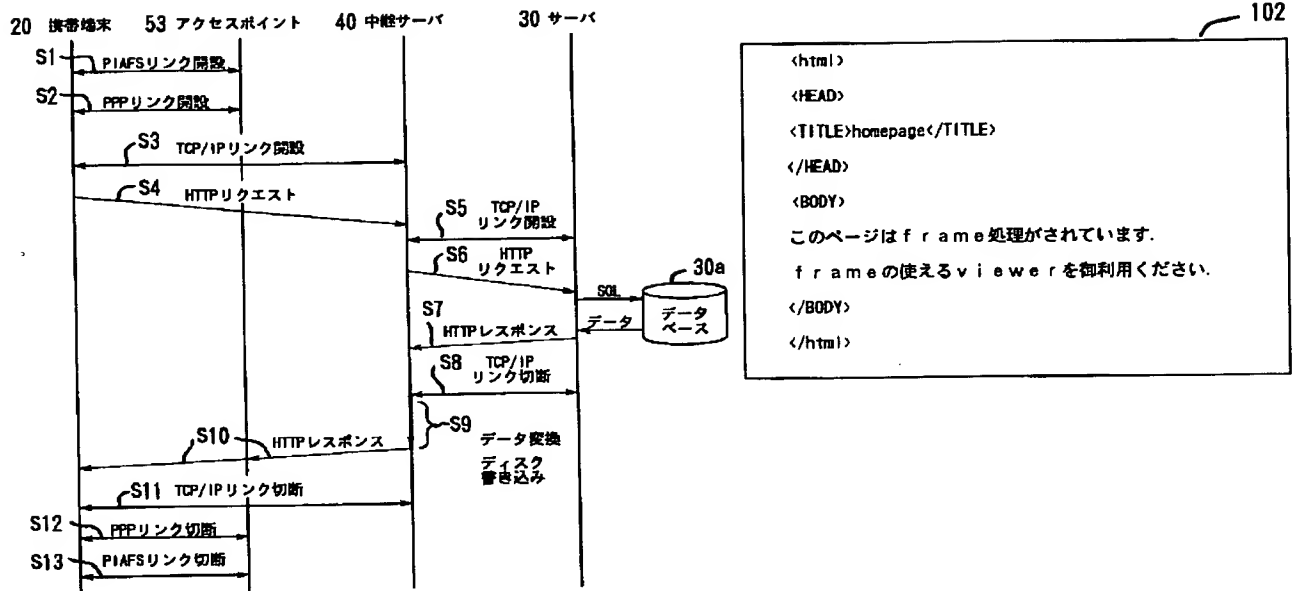 20 携帯端末
53 アクセスポイント
40 中継サーバ
30 サーバ
S1 PIAFSリンク開設
S2 PPPリンク開設
S3 TCP/IPリンク開設
S4 HTTPリクエスト
S5 TCP/IP
リンク開設
S6 HTTP
リクエスト
SQL
30a
データ
ベース
データ
S7 HTTPレスポンス
S8 TCP/IP
リンク切断
S9 データ変換
ディスク
書き込み
S10 HTTPレスポンス
S11 TCP/IPリンク切断
S12 PPPリンク切断
S13 PIAFSリンク切断
102
<html>
<HEAD>
<TITLE>homepage</TITLE>
</HEAD>
<BODY>
このページはｆｒａｍｅ処理がされています.
ｆｒａｍｅの使えるｖｉｅｗｅｒを御利用ください.
</BODY>
</html>